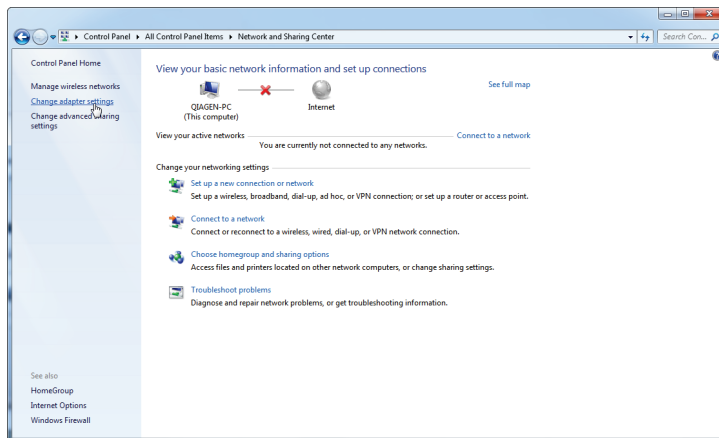 Control Panel ▸ All Control Panel Items ▸ Network and Sharing Center
Search Con...
Control Panel Home
Manage wireless networks
Change adapter settings
Change advanced sharing
settings
View your basic network information and set up connections
See full map
QIAGEN-PC
(This computer)
Internet
View your active networks
Connect to a network
You are currently not connected to any networks.
Change your networking settings
Set up a new connection or network
Set up a wireless, broadband, dial-up, ad hoc, or VPN connection; or set up a router or access point.
Connect to a network
Connect or reconnect to a wireless, wired, dial-up, or VPN network connection.
Choose homegroup and sharing options
Access files and printers located on other network computers, or change sharing settings.
Troubleshoot problems
Diagnose and repair network problems, or get troubleshooting information.
See also
HomeGroup
Internet Options
Windows Firewall